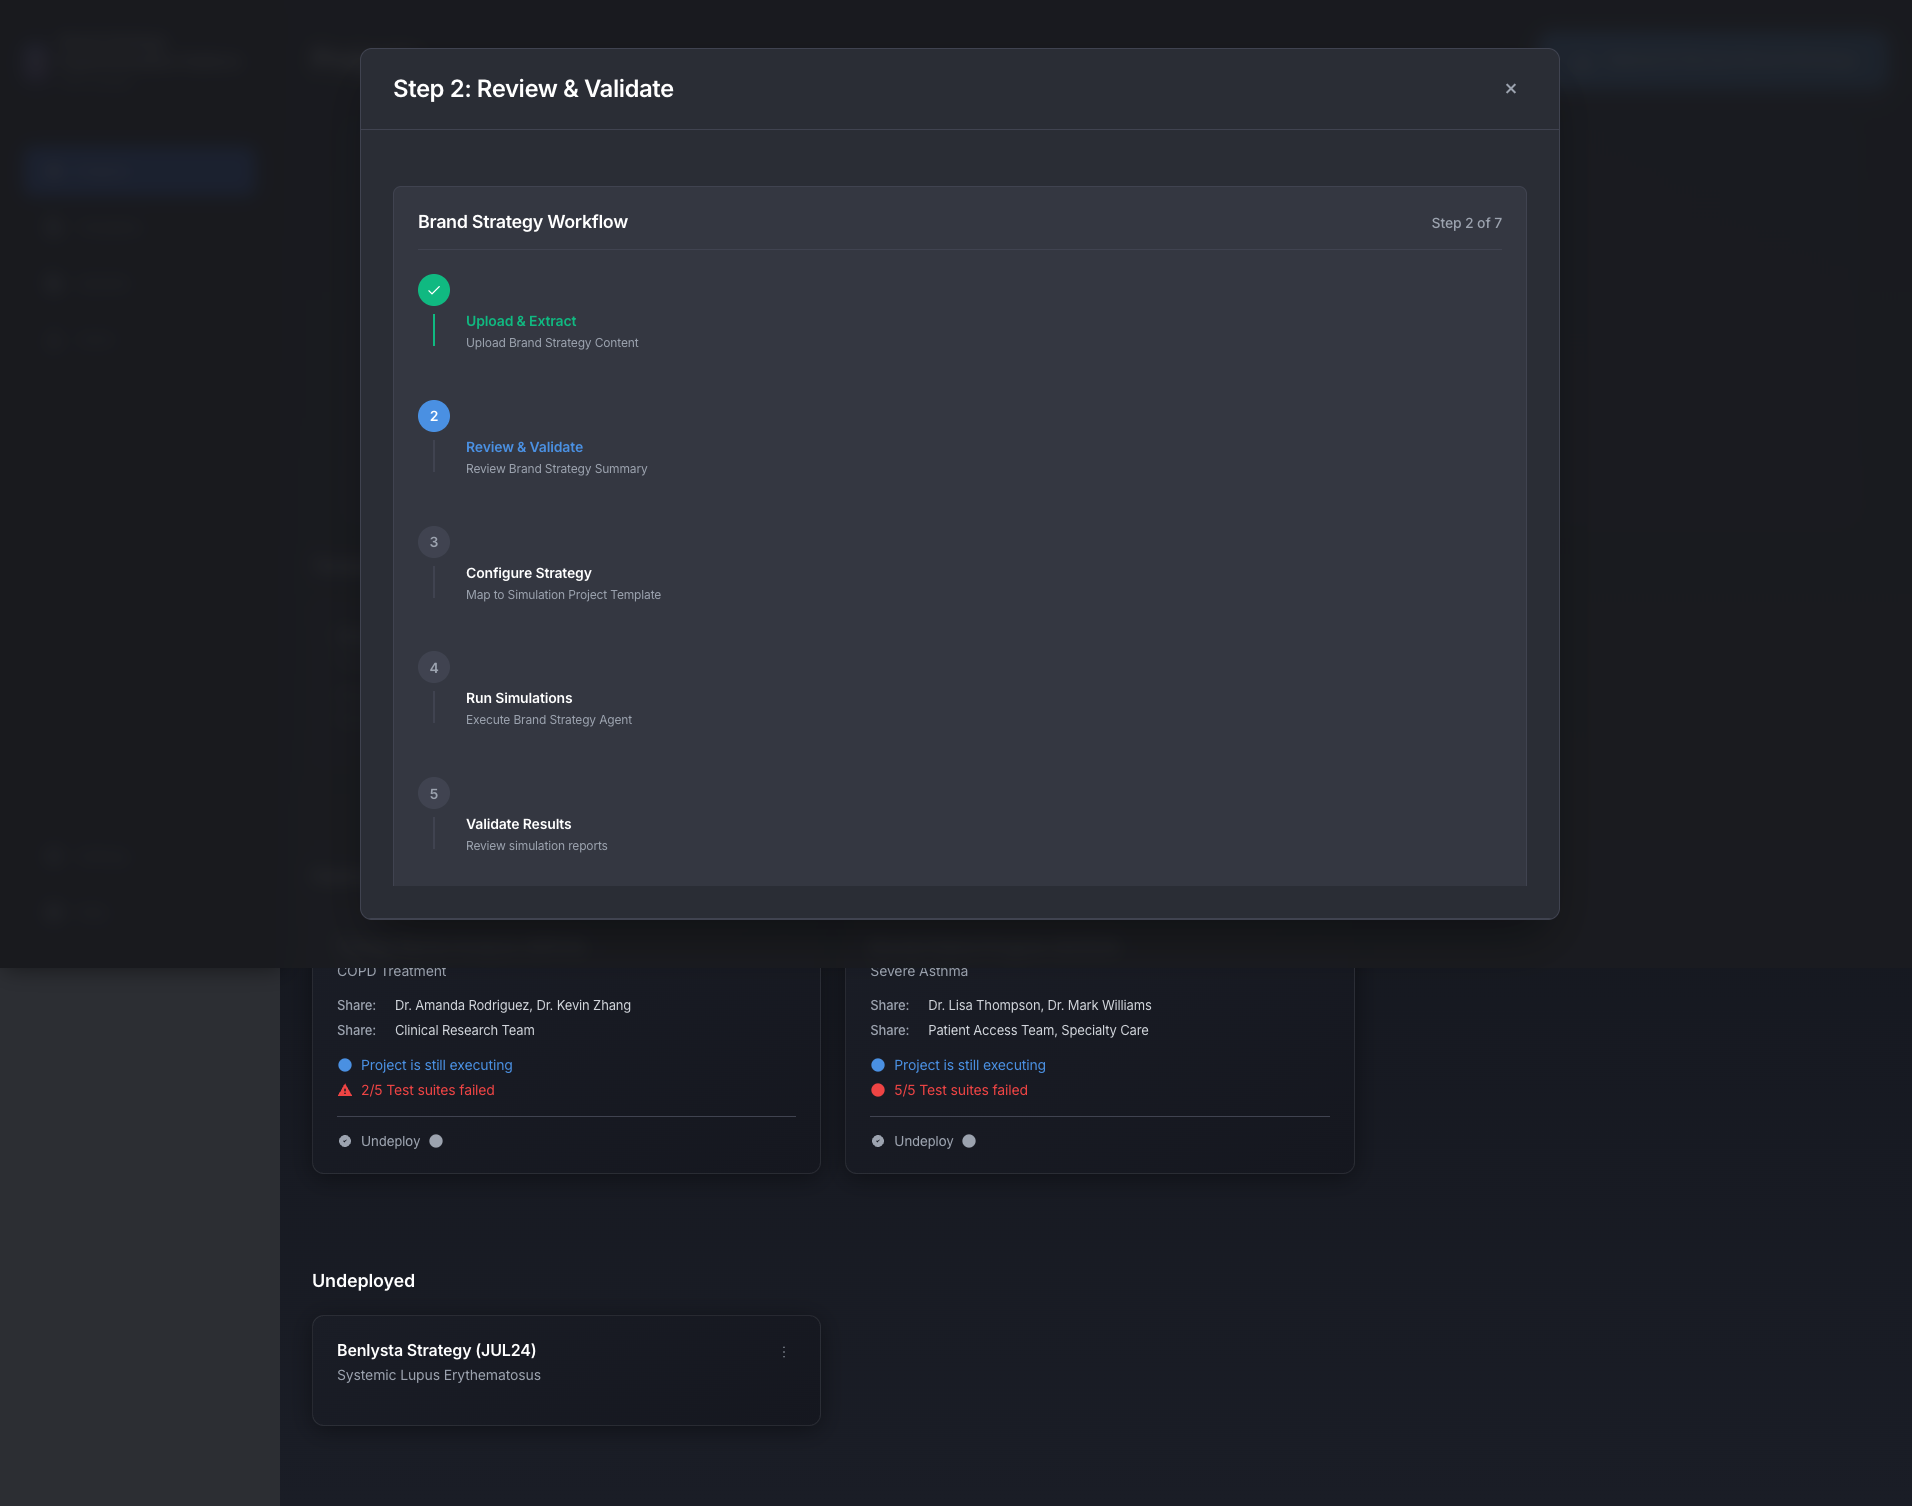 Step 2: Review & Validate
×
Brand Strategy Workflow
Step 2 of 7
Upload & Extract
Upload Brand Strategy Content
2
Review & Validate
Review Brand Strategy Summary
3
Configure Strategy
Map to Simulation Project Template
4
Run Simulations
Execute Brand Strategy Agent
5
Validate Results
Review simulation reports
COPD Treatment
Share: Dr. Amanda Rodriguez, Dr. Kevin Zhang
Share: Clinical Research Team
Project is still executing
2/5 Test suites failed
Undeploy
Severe Asthma
Share: Dr. Lisa Thompson, Dr. Mark Williams
Share: Patient Access Team, Specialty Care
Project is still executing
5/5 Test suites failed
Undeploy
Undeployed
Benlysta Strategy (JUL24)
Systemic Lupus Erythematosus